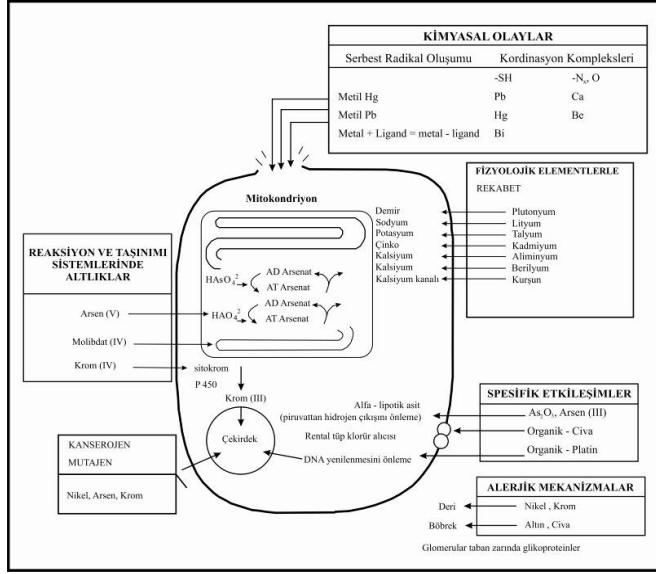 KİMYASAL OLAYLAR
Serbest Radikal Oluşumu Kordinasyon Kompleksleri
-SH -Nx, O
Metil Hg Pb Ca
Metil Pb Hg Be
Metal + Ligand = metal - ligand Bi
FİZYOLOJİK ELEMENTLERLE
REKABET
Mitokondriyon
Demir Plutonyum
Sodyum Lityum
Potasyum Talyum
Çinko Kadmiyum
Kalsiyum Aliminyum
Kalsiyum Berilyum
Kalsiyum kanalı Kurşun
REAKSİYON VE TAŞINIMI
SİSTEMLERİNDE
ALTLIKLAR
Arsen (V)
Molibdat (IV)
Krom (IV)
HAsO₄²
AD Arsenat
AT Arsenat
HAO₄²
AD Arsenat
AT Arsenat
sitokrom
P 450
Krom (III)
Çekirdek
KANSEROJEN
MUTAJEN
Nikel, Arsen, Krom
Alfa - lipotik asit
(piruvattan hidrojen çıkışını önleme)
Rental tüp klorür alıcısı
DNA yenilenmesini önleme
SPESİFİK ETKİLEŞİMLER
As₂O₃, Arsen (III)
Organik - Civa
Organik - Platin
ALERJİK MEKANİZMALAR
Deri Nikel , Krom
Böbrek Altın , Civa
Glomerular taban zarında glikoproteinler